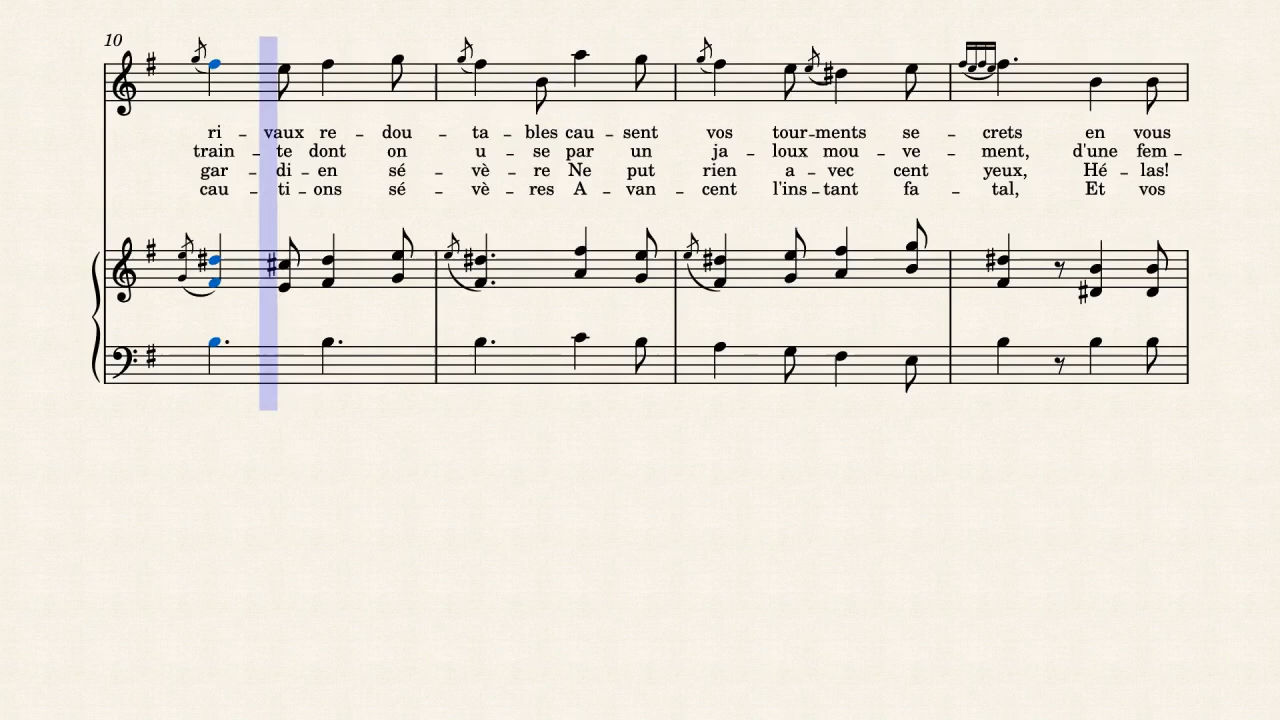 10
ri - vaux re - dou - ta - bles cau - sent vos tour - ments se - crets en vous
train - te dont on u - se par un ja - loux mou - ve - ment, d'une fem -
gar - di - en sé - vè - re Ne put rien a - vec cent yeux, Hé - las!
cau - ti - ons sé - vè - res A - van - cent l'ins - tant fa - tal, Et vos